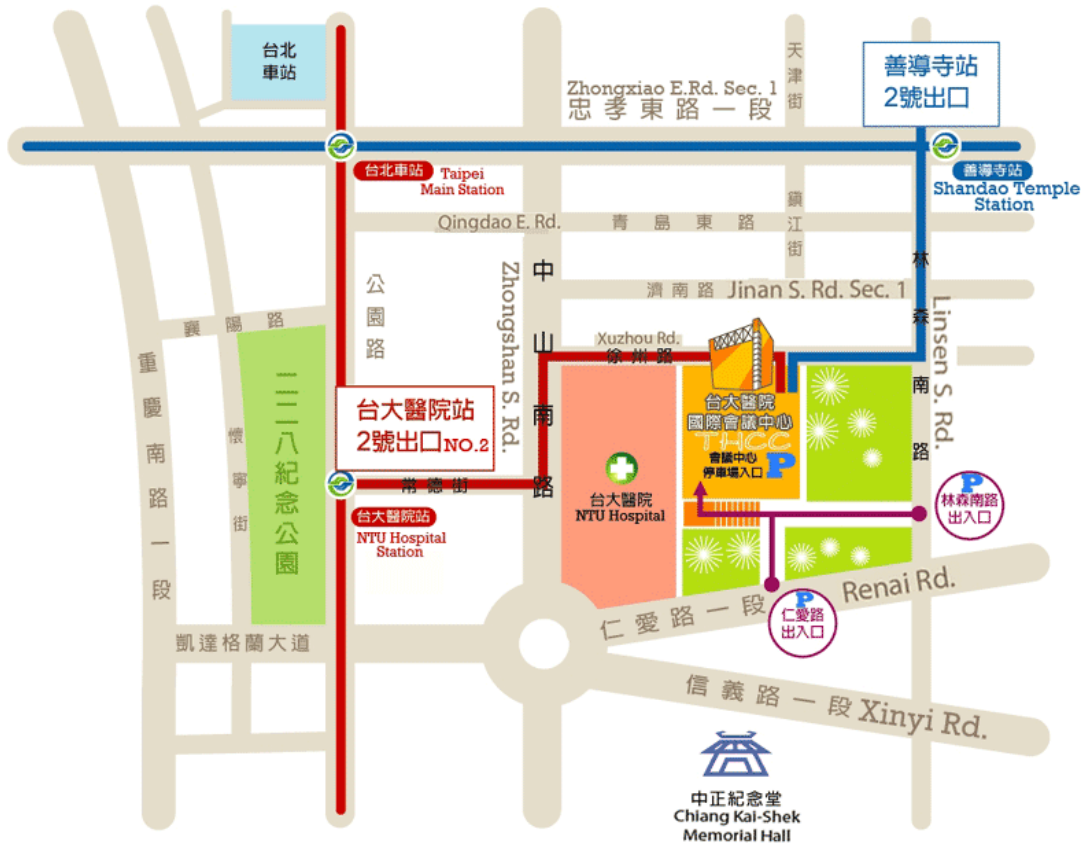 台北
車站
天津街
善導寺站
2號出口
Zhongxiao E.Rd. Sec. 1
忠孝東路一段
台北車站
Taipei
Main Station
善導寺站
Shandao Temple
Station
Qingdao E. Rd.
青島東路
鎮江街
公園路
Zhongshan S. Rd.
中山南路
濟南路
Jinan S. Rd. Sec. 1
林森南路
Linsen S. Rd.
襄陽路
Xuzhou Rd.
徐州路
重慶南路一段
懷寧街
二二八紀念公園
台大醫院站
2號出口NO.2
常德街
台大醫院站
NTU Hospital
Station
台大醫院
NTU Hospital
台大醫院
國際會議中心
THCC
會議中心
停車場入口
P
P
林森南路
出入口
P
仁愛路
出入口
仁愛路一段
Renai Rd.
凱達格蘭大道
信義路一段
Xinyi Rd.
中正紀念堂
Chiang Kai-Shek
Memorial Hall